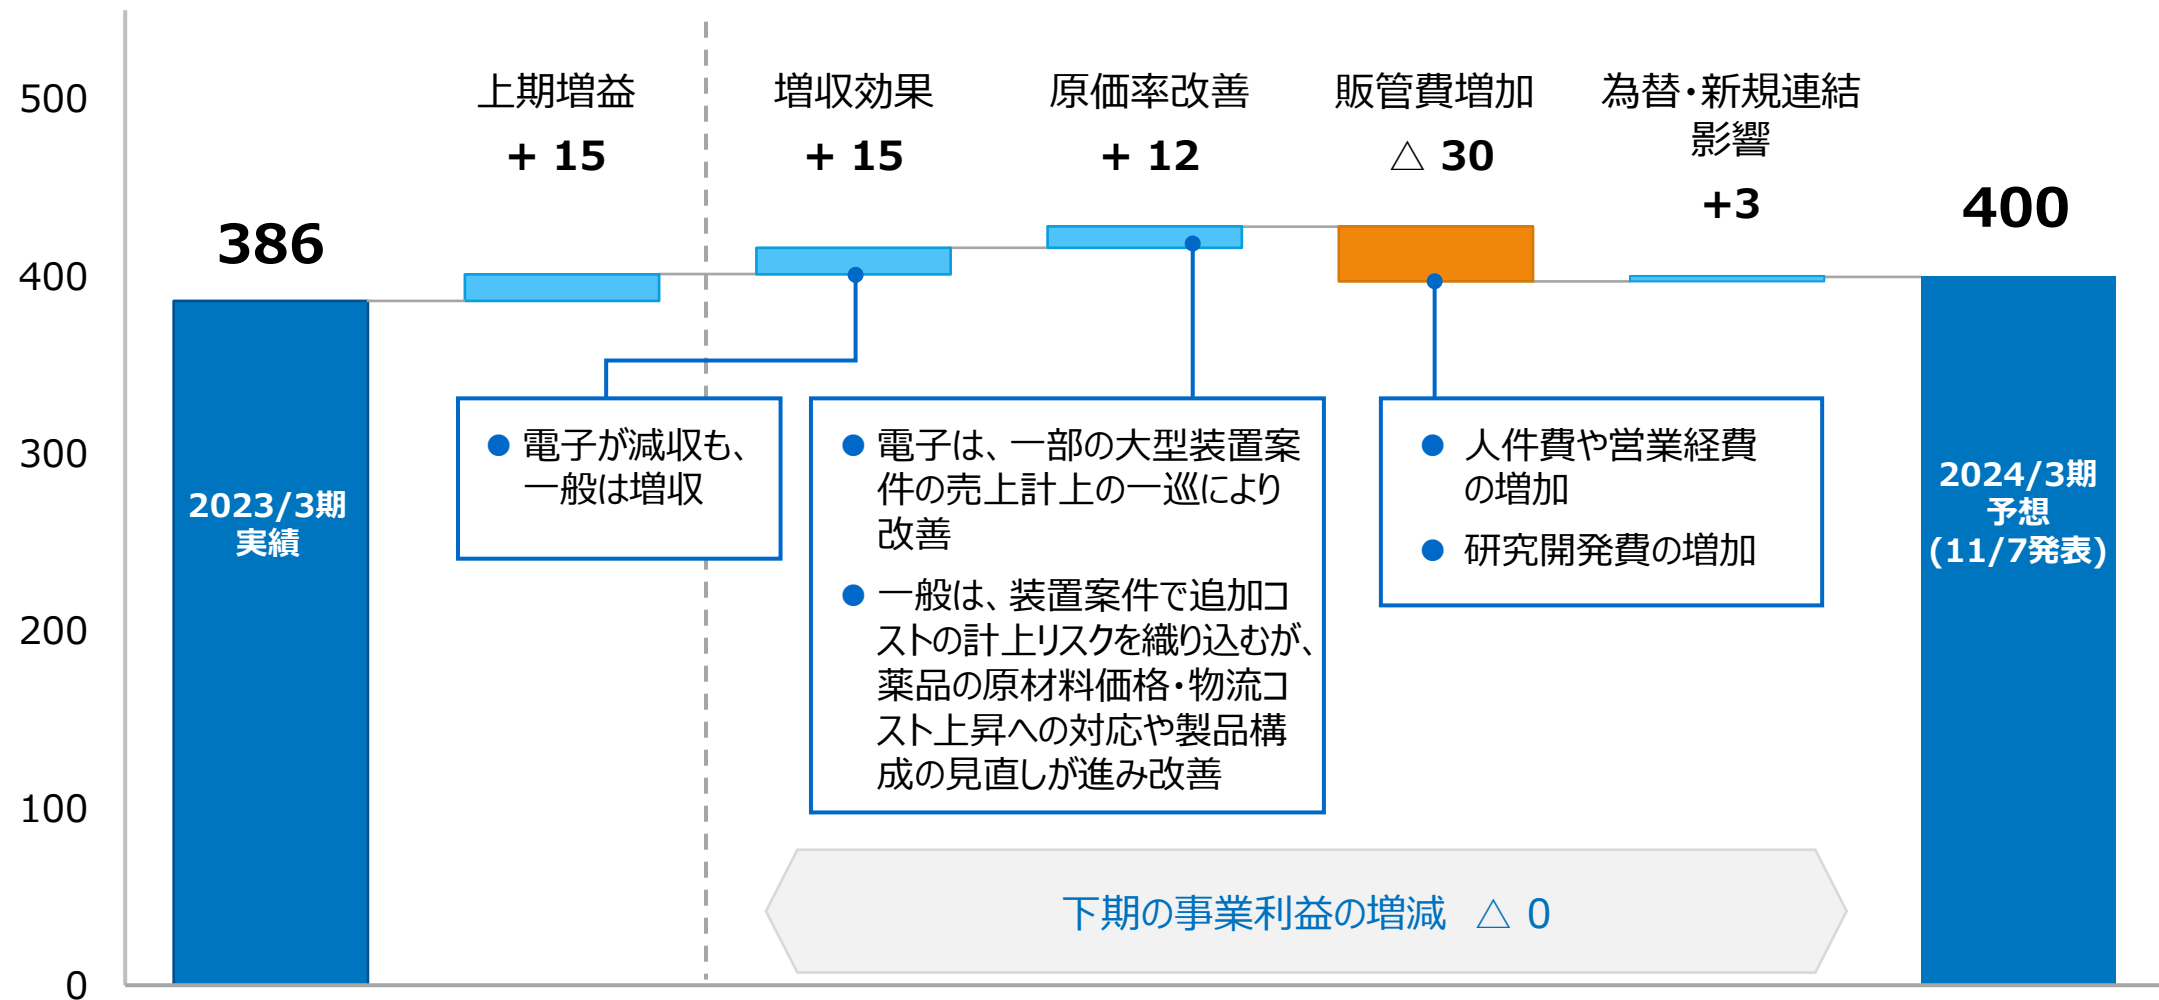 500
400
300
200
100
0
上期増益
+ 15
増収効果
+ 15
原価率改善
+ 12
販管費増加
△ 30
為替・新規連結
影響
+3
386
400
2023/3期
実績
2024/3期
予想
(11/7発表)
● 電子が減収も、
一般は増収
● 電子は、一部の大型装置案
件の売上計上の一巡により
改善
● 一般は、装置案件で追加コ
ストの計上リスクを織り込むが、
薬品の原材料価格・物流コ
スト上昇への対応や製品構
成の見直しが進み改善
● 人件費や営業経費
の増加
● 研究開発費の増加
下期の事業利益の増減 △ 0